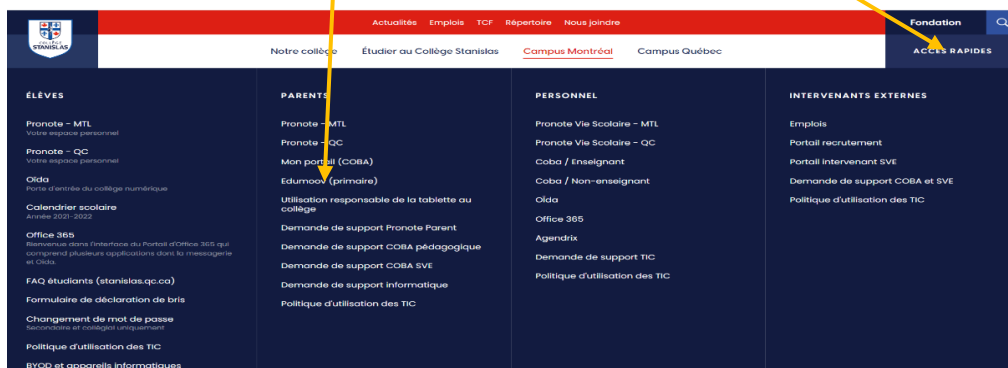 Actualités Emplois TCF Répertoire Nous joindre
Fondation
COLLÈGE
STANISLAS
Notre collège Étudier au Collège Stanislas Campus Montréal Campus Québec
ACCÈS RAPIDES
ÉLÈVES
Pronote - MTL
Votre espace personnel
Pronote - QC
Votre espace personnel
Oïda
Porte d'entrée du collège numérique
Calendrier scolaire
Année 2021-2022
Office 365
Bienvenue dans l'interface du Portail d'Office 365 qui
comprend plusieurs applications dont la messagerie
et Oïda.
FAQ étudiants (stanislas.qc.ca)
Formulaire de déclaration de bris
Changement de mot de passe
Secondaire et collégial uniquement
Politique d'utilisation des TIC
BYOD et appareils informatiques
PARENTS
Pronote - MTL
Pronote - QC
Mon portail (COBA)
Edumoov (primaire)
Utilisation responsable de la tablette au
collège
Demande de support Pronote Parent
Demande de support COBA pédagogique
Demande de support COBA SVE
Demande de support informatique
Politique d'utilisation des TIC
PERSONNEL
Pronote Vie Scolaire - MTL
Pronote Vie Scolaire - QC
Coba / Enseignant
Coba / Non-enseignant
Oïda
Office 365
Agendrix
Demande de support TIC
Politique d'utilisation des TIC
INTERVENANTS EXTERNES
Emplois
Portail recrutement
Portail intervenant SVE
Demande de support COBA et SVE
Politique d'utilisation des TIC